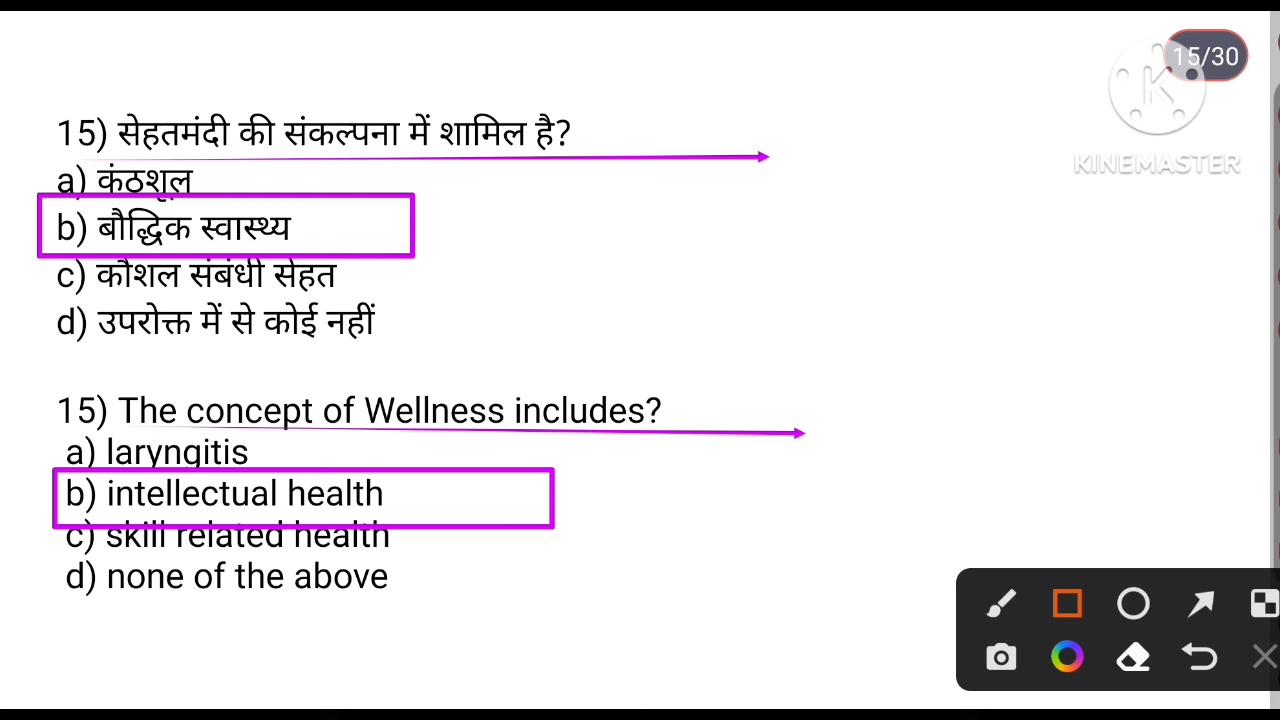 15/30
KINEMASTER
15) सेहतमंदी की संकल्पना में शामिल है?
a) कंठशूल
b) बौद्धिक स्वास्थ्य
c) कौशल संबंधी सेहत
d) उपरोक्त में से कोई नहीं
15) The concept of Wellness includes?
a) laryngitis
b) intellectual health
c) skill related health
d) none of the above